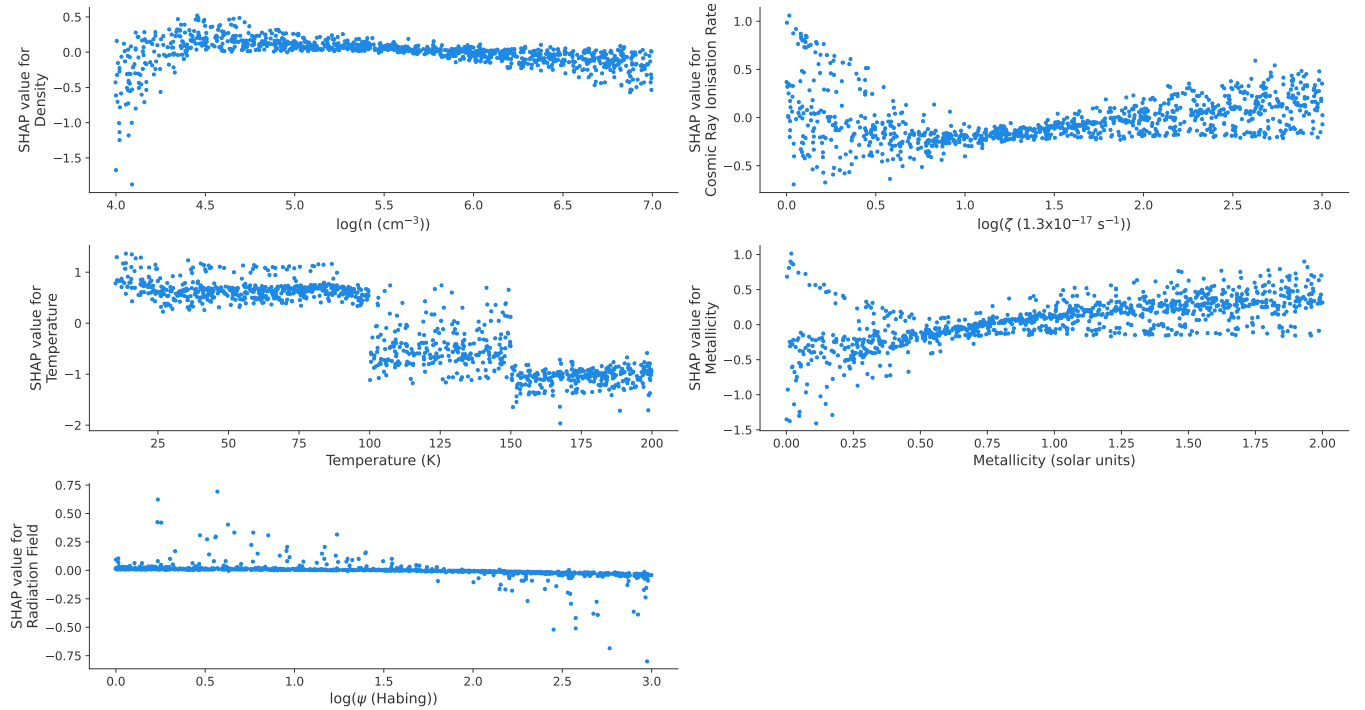 SHAP value for
Density
0.5
0.0
−0.5
−1.0
−1.5
4.0 4.5 5.0 5.5 6.0 6.5 7.0
log(n (cm⁻³))
SHAP value for
Cosmic Ray Ionisation Rate
1.0
0.5
0.0
−0.5
0.0 0.5 1.0 1.5 2.0 2.5 3.0
log(ζ (1.3x10⁻¹⁷ s⁻¹))
SHAP value for
Temperature
1
0
−1
−2
25 50 75 100 125 150 175 200
Temperature (K)
SHAP value for
Metallicity
1.0
0.5
0.0
−0.5
−1.0
−1.5
0.00 0.25 0.50 0.75 1.00 1.25 1.50 1.75 2.00
Metallicity (solar units)
SHAP value for
Radiation Field
0.75
0.50
0.25
0.00
−0.25
−0.50
−0.75
0.0 0.5 1.0 1.5 2.0 2.5 3.0
log(ψ (Habing))